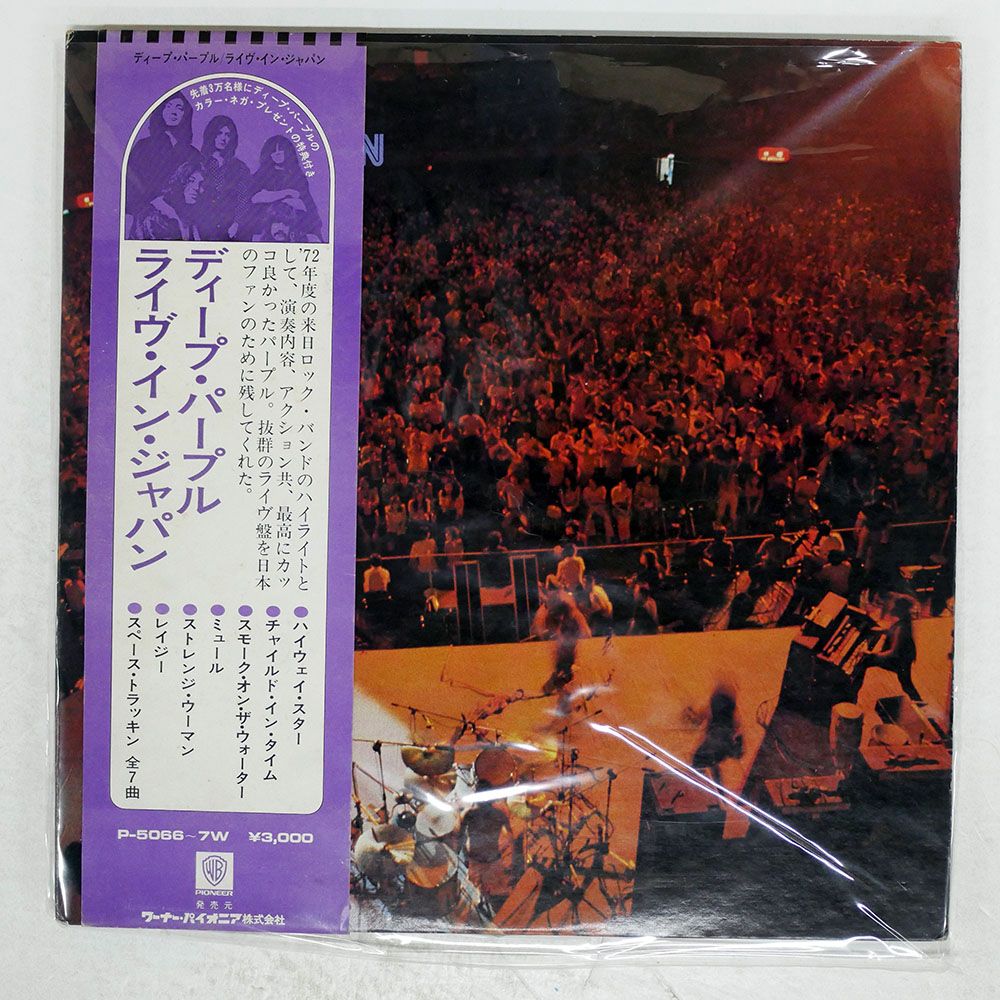 ディープ・パープル/ライヴ・イン・ジャパン
先着3万名様にディープ・パープルの
カラー・ネガ・プレゼントの特典付き
N
'72年度の来日ロック・バンドのハイライトと
して、演奏内容、アクション共、最高にカッ
コ良かったパープル。抜群のライヴ盤を日本
のファンのために残してくれた。
ディープ・パープル
ライヴ・イン・ジャパン
●ハイウェイ・スター
●チャイルド・イン・タイム
●スモーク・オン・ザ・ウォーター
●ミュール
●ストレンジ・ウーマン
●レイジー
●スペース・トラッキン 全7曲
P-5066~7W ¥3,000
WB
PIONEER
発売元
ワーナー・パイオニア株式会社